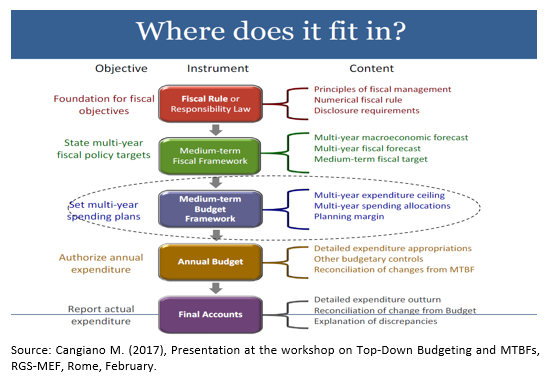 Where does it fit in?
Objective Instrument Content
Foundation for fiscal
objectives
Fiscal Rule or
Responsibility Law
Principles of fiscal management
Numerical fiscal rule
Disclosure requirements
State multi-year
fiscal policy targets
Medium-term
Fiscal Framework
Multi-year macroeconomic forecast
Multi-year fiscal forecast
Medium-term fiscal target
Set multi-year
spending plans
Medium-term
Budget
Framework
Multi-year expenditure ceiling
Multi-year spending allocations
Planning margin
Authorize annual
expenditure
Annual Budget
Detailed expenditure appropriations
Other budgetary controls
Reconciliation of changes from MTBF
Report actual
expenditure
Final Accounts
Detailed expenditure outturn
Reconciliation of change from Budget
Explanation of discrepancies
Source: Cangiano M. (2017), Presentation at the workshop on Top-Down Budgeting and MTBFs,
RGS-MEF, Rome, February.